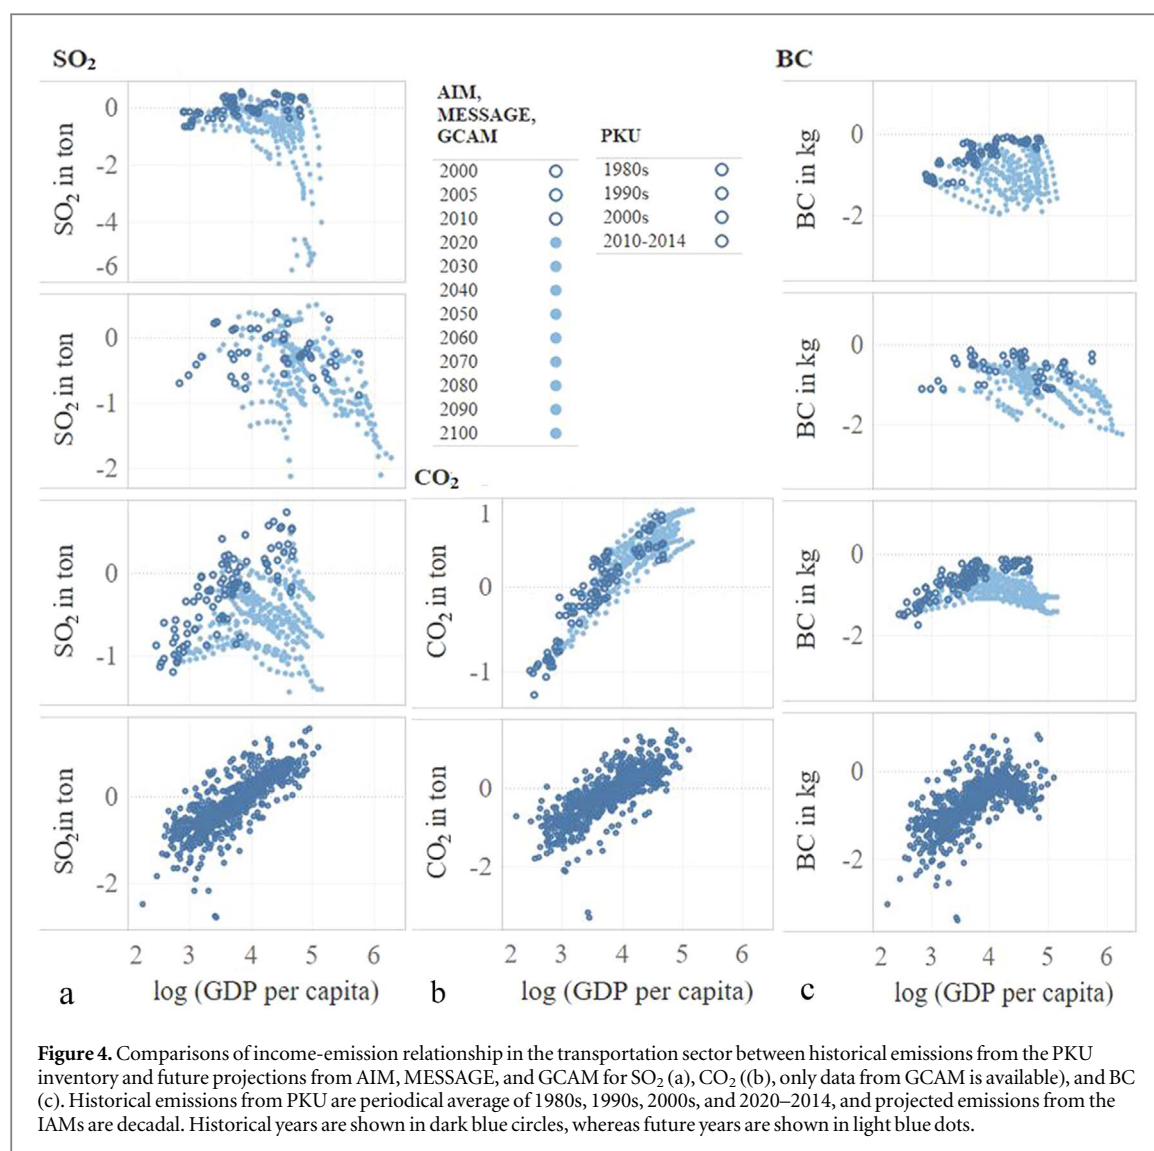 SO₂
0
-2
-4
-6
SO₂ in ton
0
-1
-2
SO₂ in ton
0
-1
SO₂ in ton
0
-2
SO₂in ton
2 3 4 5 6
log (GDP per capita)
a
AIM,
MESSAGE,
GCAM
2000
2005
2010
2020
2030
2040
2050
2060
2070
2080
2090
2100
PKU
1980s
1990s
2000s
2010-2014
CO₂
1
0
-1
CO₂ in ton
0
-2
CO₂ in ton
2 3 4 5 6
log (GDP per capita)
b
BC
0
-2
BC in kg
0
-2
BC in kg
0
-2
BC in kg
0
-2
BC in kg
2 3 4 5 6
log (GDP per capita)
c
Figure 4. Comparisons of income-emission relationship in the transportation sector between historical emissions from the PKU
inventory and future projections from AIM, MESSAGE, and GCAM for SO₂ (a), CO₂ ((b), only data from GCAM is available), and BC
(c). Historical emissions from PKU are periodical average of 1980s, 1990s, 2000s, and 2020–2014, and projected emissions from the
IAMs are decadal. Historical years are shown in dark blue circles, whereas future years are shown in light blue dots.